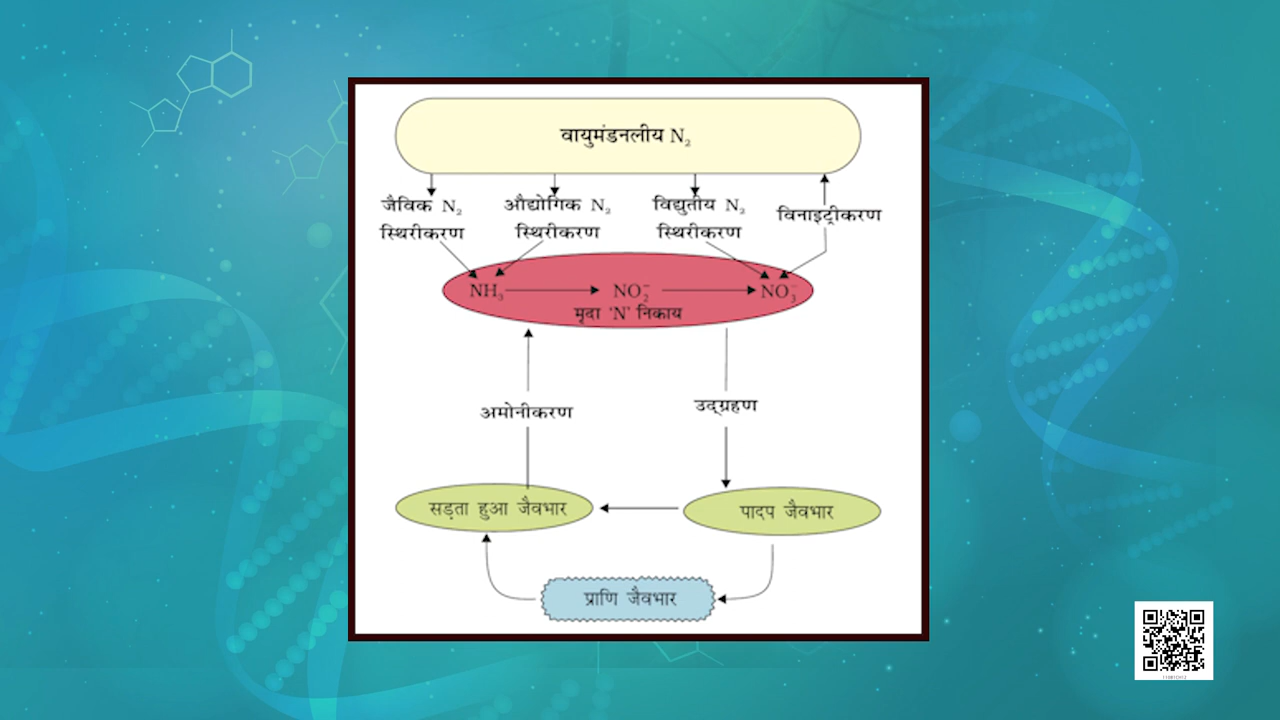 वायुमंडनलीय N₂
जैविक N₂
स्थिरीकरण
औद्योगिक N₂
स्थिरीकरण
विद्युतीय N₂
स्थिरीकरण
विनाइट्रीकरण
NH₃ NO₂⁻ NO₃⁻
मृदा ‘N’ निकाय
अमोनीकरण
उद्ग्रहण
सड़ता हुआ जैवभार
पादप जैवभार
प्राणि जैवभार